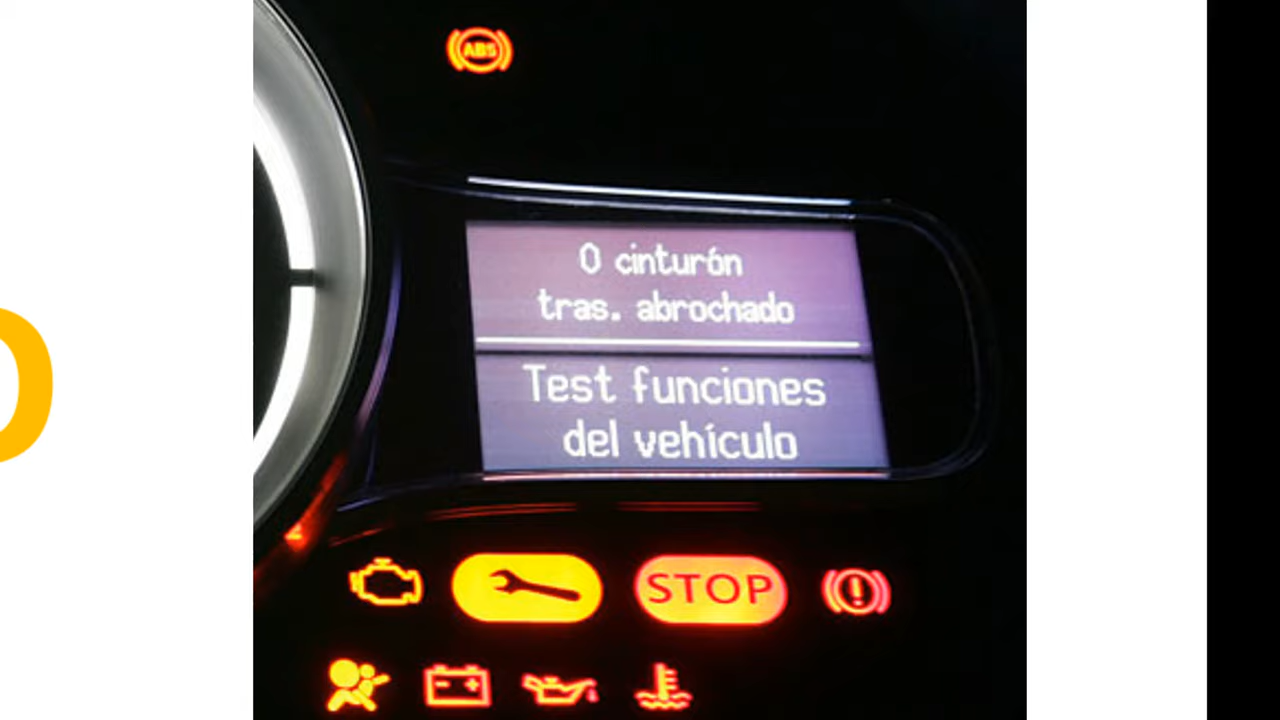 ABS
0 cinturón
tras. abrochado
Test funciones
del vehículo
STOP